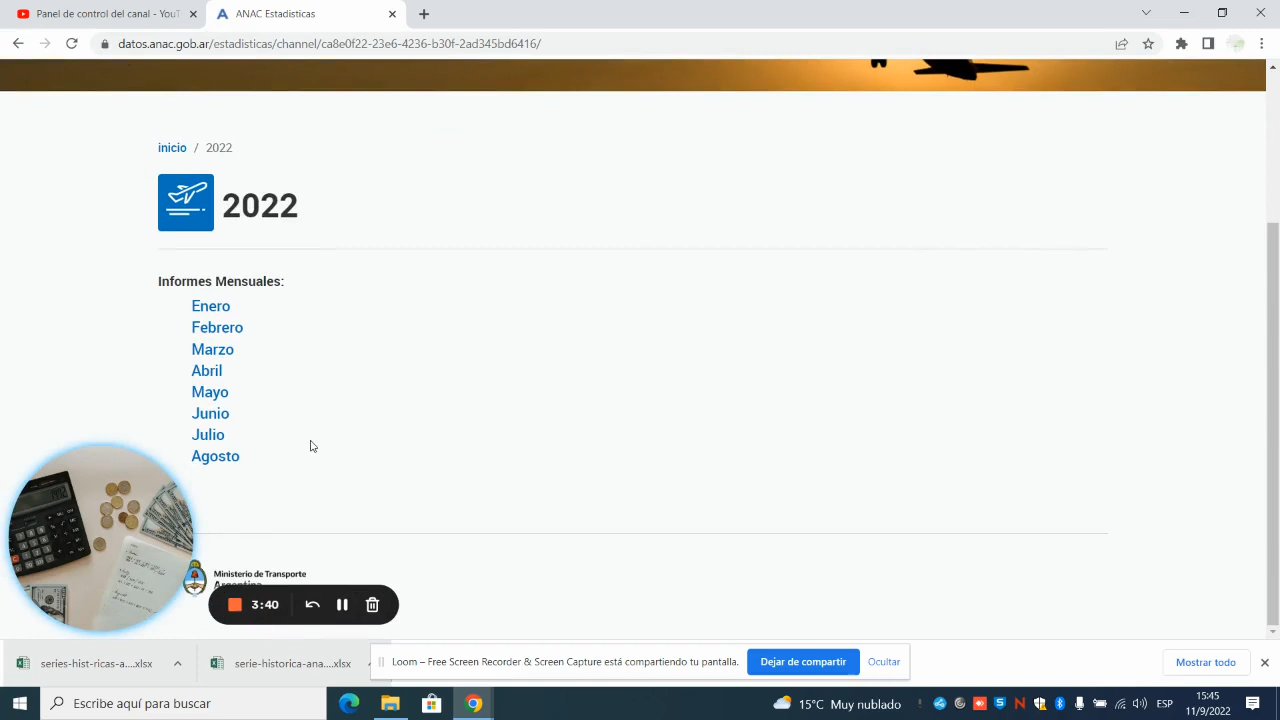 Panel de control del canal - YouT
ANAC Estadisticas
datos.anac.gob.ar/estadisticas/channel/ca8e0f22-23e6-4236-b30f-2ad345bd6416/
inicio / 2022
2022
Informes Mensuales:
Enero
Febrero
Marzo
Abril
Mayo
Junio
Julio
Agosto
Ministerio de Transporte
Argentina
3:40
series-hist-ricas-a....xlsx
serie-historica-ana....xlsx
Loom – Free Screen Recorder & Screen Capture está compartiendo tu pantalla.
Dejar de compartir
Ocultar
Mostrar todo
Escribe aquí para buscar
15°C Muy nublado
ESP
15:45
11/9/2022